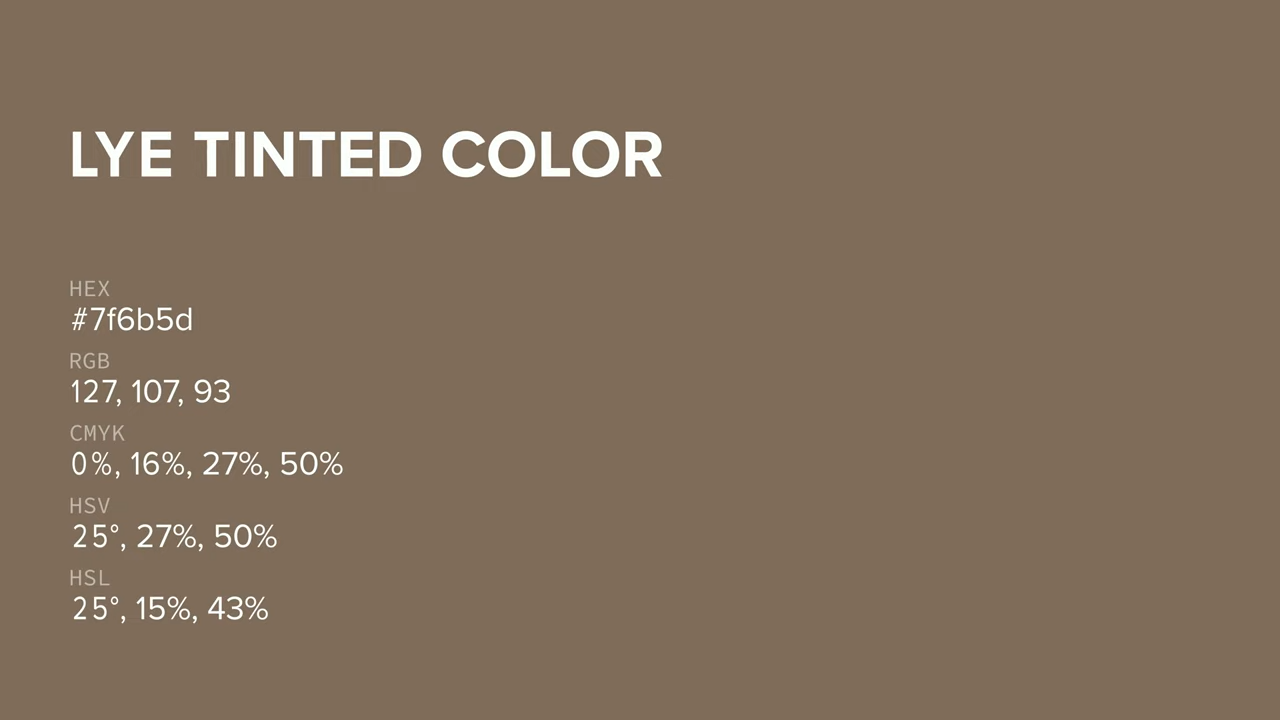 LYE TINTED COLOR
HEX
#7f6b5d
RGB
127, 107, 93
CMYK
0%, 16%, 27%, 50%
HSV
25°, 27%, 50%
HSL
25°, 15%, 43%